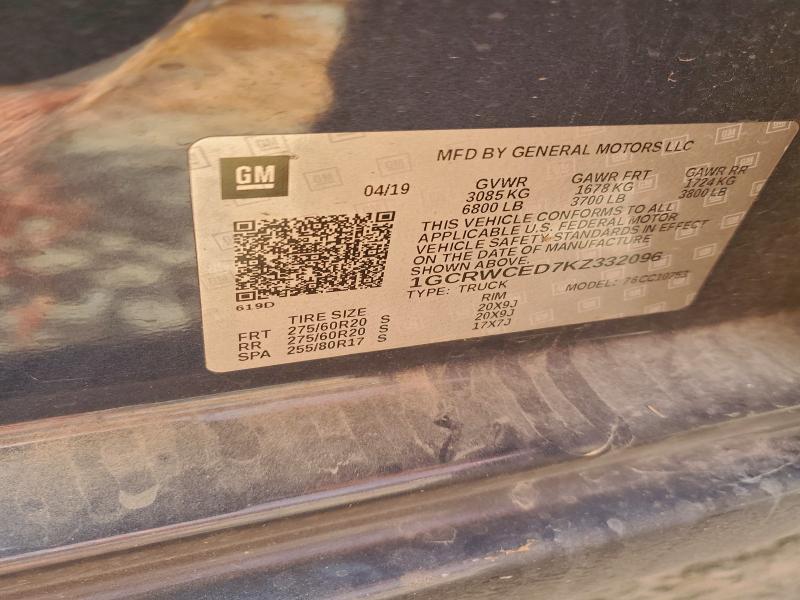 GM
MFD BY GENERAL MOTORS LLC
04/19
GVWR GAWR FRT GAWR RR
3085 KG 1678 KG 1724 KG
6800 LB 3700 LB 3800 LB
THIS VEHICLE CONFORMS TO ALL
APPLICABLE U.S. FEDERAL MOTOR
VEHICLE SAFETY STANDARDS IN EFFECT
ON THE DATE OF MANUFACTURE
SHOWN ABOVE.
1GCRWCED7KZ332096
TYPE: TRUCK MODEL: 76CC10753
619D
TIRE SIZE RIM
FRT 275/60R20 S 20X9J
RR 275/60R20 S 20X9J
SPA 255/80R17 S 17X7J